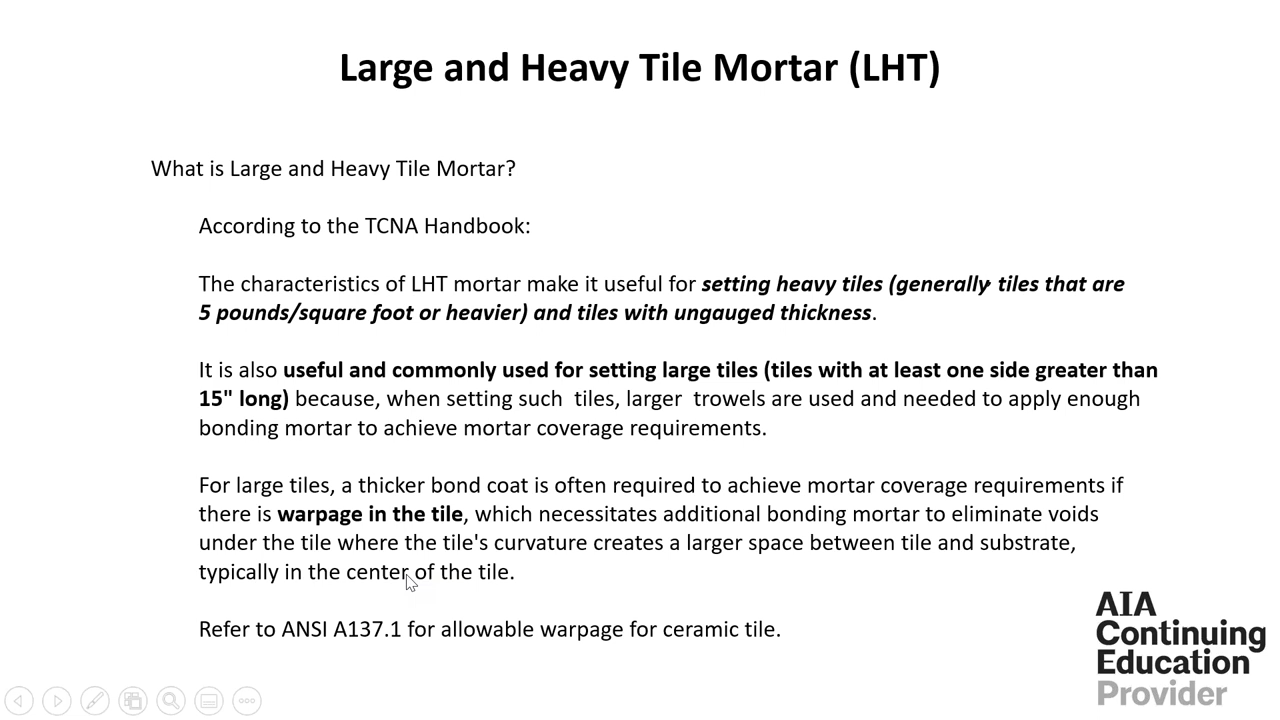 Large and Heavy Tile Mortar (LHT)
What is Large and Heavy Tile Mortar?
According to the TCNA Handbook:
The characteristics of LHT mortar make it useful for setting heavy tiles (generally tiles that are
5 pounds/square foot or heavier) and tiles with ungauged thickness.
It is also useful and commonly used for setting large tiles (tiles with at least one side greater than
15" long) because, when setting such tiles, larger trowels are used and needed to apply enough
bonding mortar to achieve mortar coverage requirements.
For large tiles, a thicker bond coat is often required to achieve mortar coverage requirements if
there is warpage in the tile, which necessitates additional bonding mortar to eliminate voids
under the tile where the tile's curvature creates a larger space between tile and substrate,
typically in the center of the tile.
Refer to ANSI A137.1 for allowable warpage for ceramic tile.
AIA
Continuing
Education
Provider